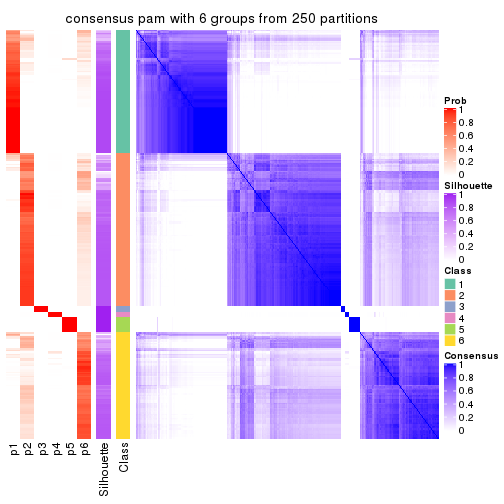 consensus pam with 6 groups from 250 partitions
Prob
1
0.8
0.6
0.4
0.2
0
Silhouette
1
0.8
0.6
0.4
0.2
0
Class
1
2
3
4
5
6
Consensus
1
0.8
0.6
0.4
0.2
0
p1
p2
p3
p4
p5
p6
Silhouette
Class